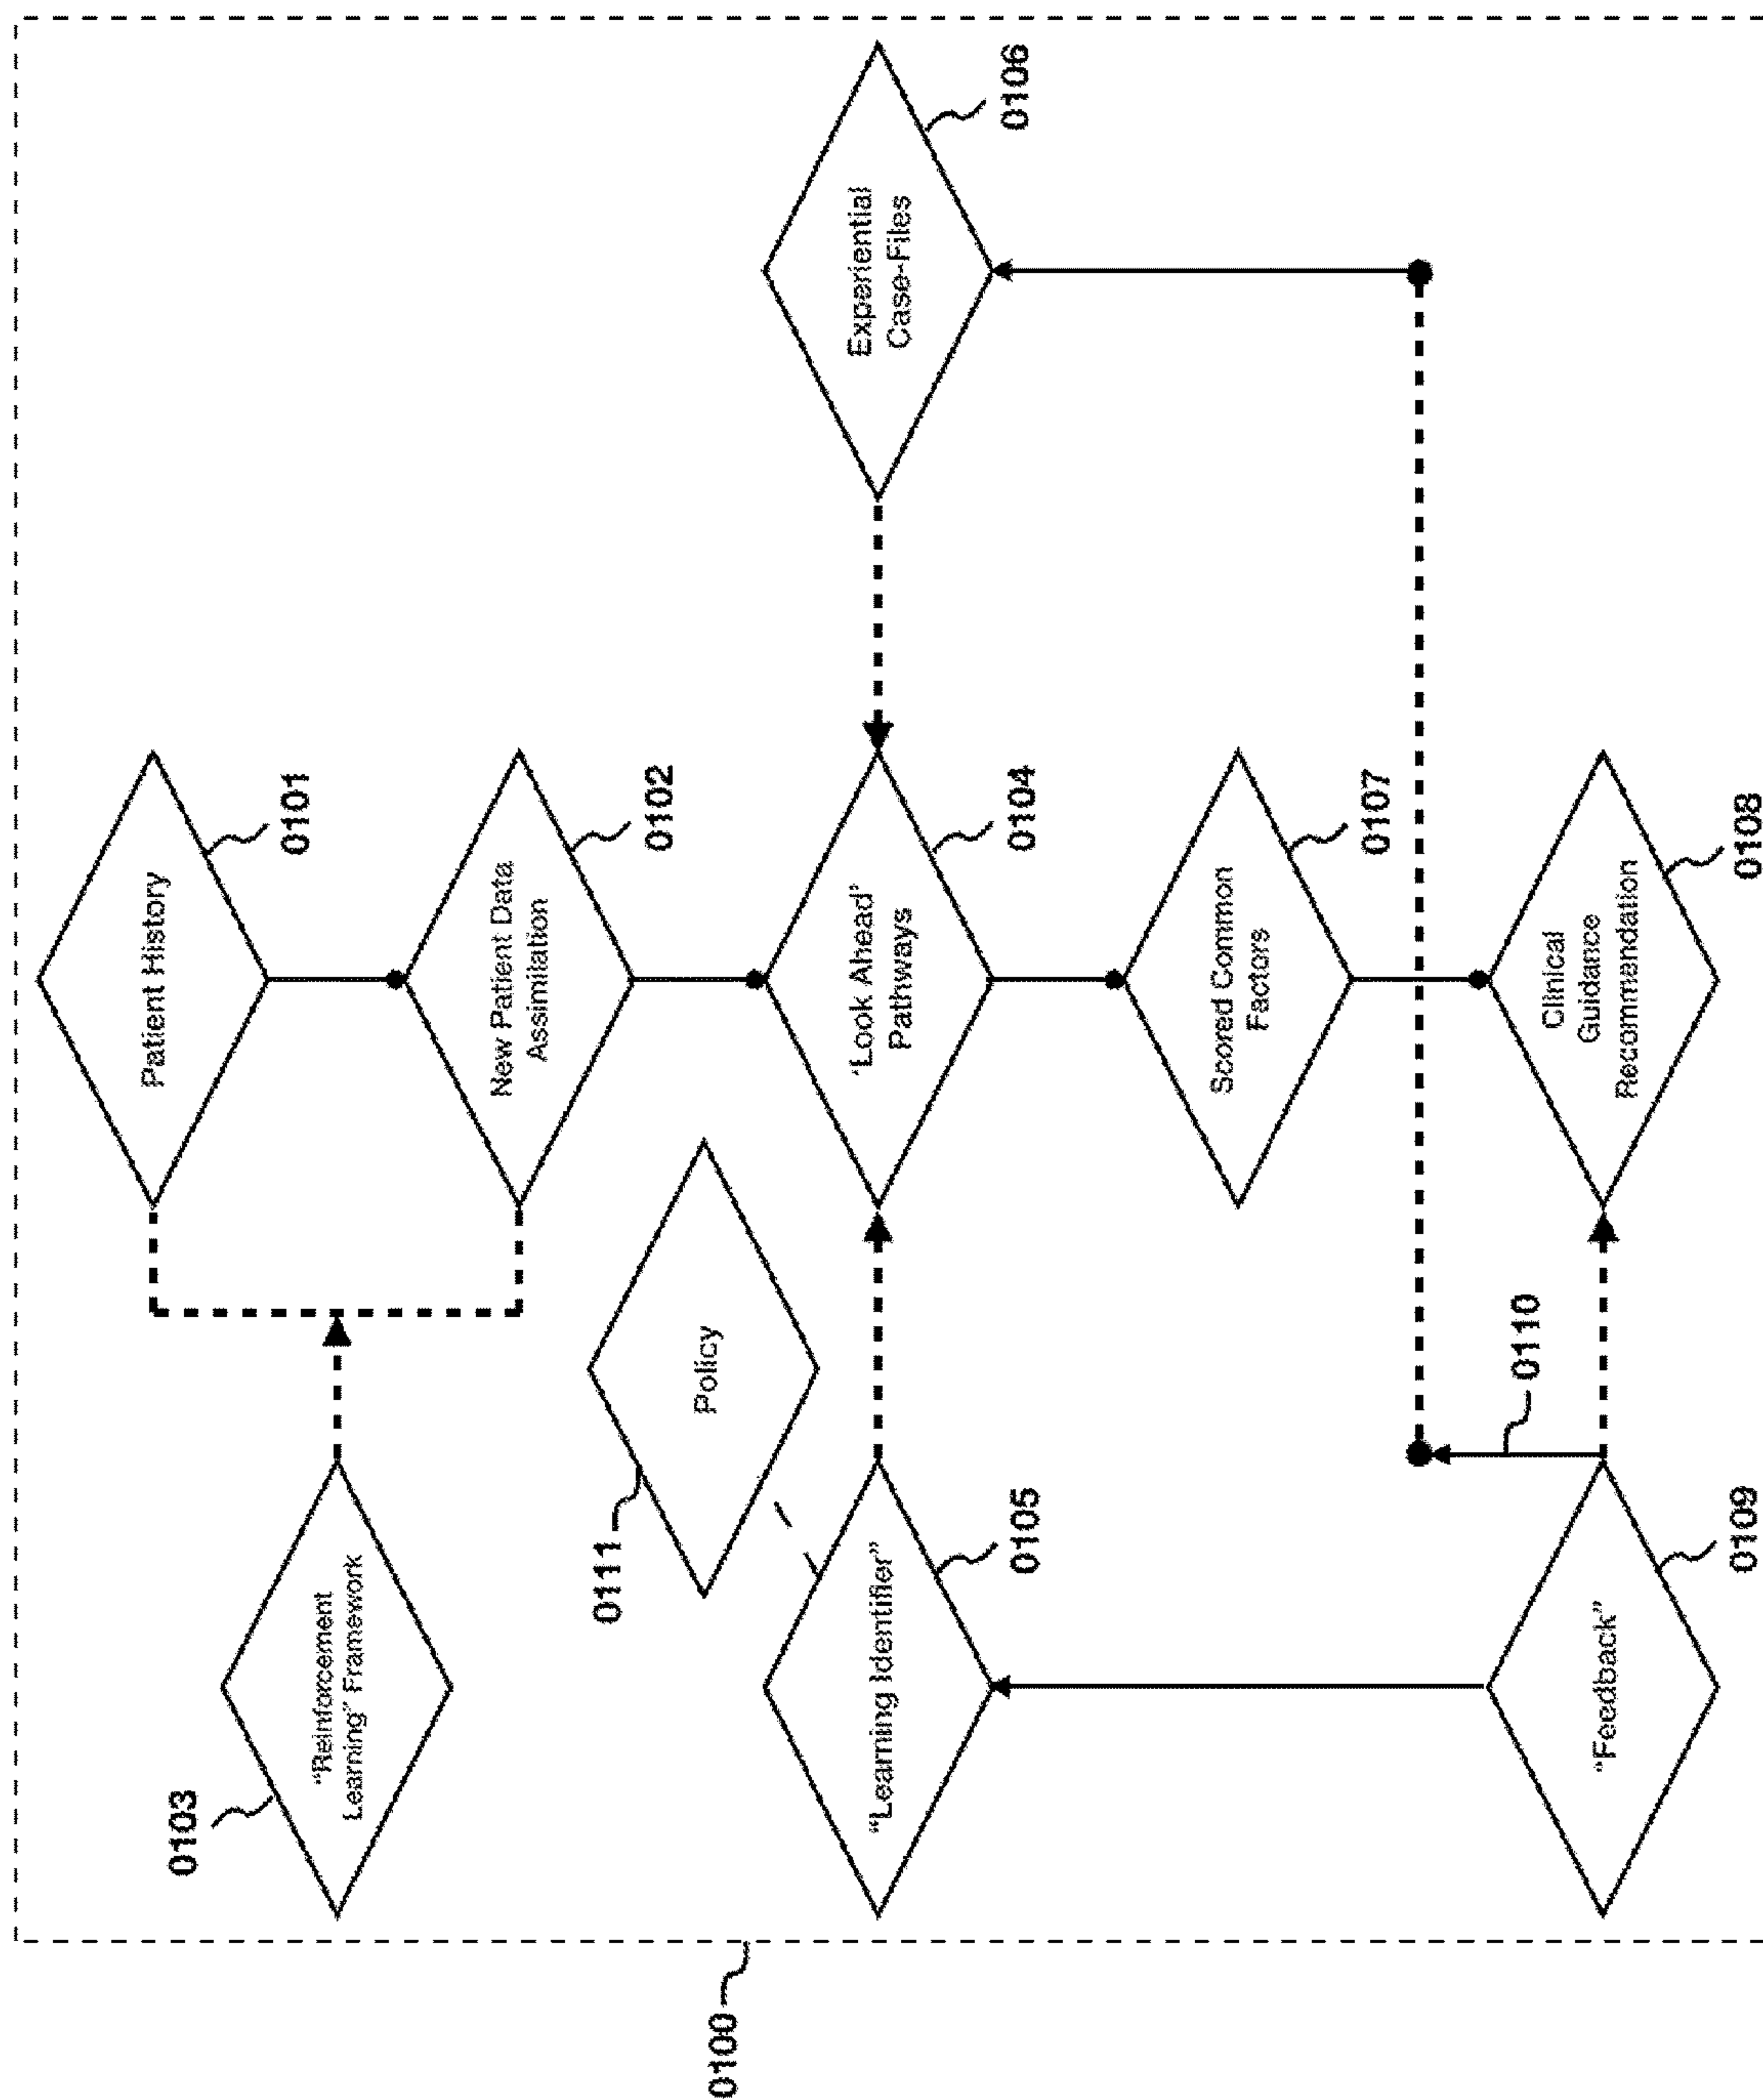 0100
0101
Patient History
0102
New Patient Data
Assimilation
0103
"Reinforcement
Learning" Framework
0111
Policy
0104
'Look Ahead'
Pathways
0105
"Learning Identifier"
0106
Experiential
Case-Files
0107
Scored Common
Factors
0108
Clinical
Guidance
Recommendation
0109
"Feedback"
0110